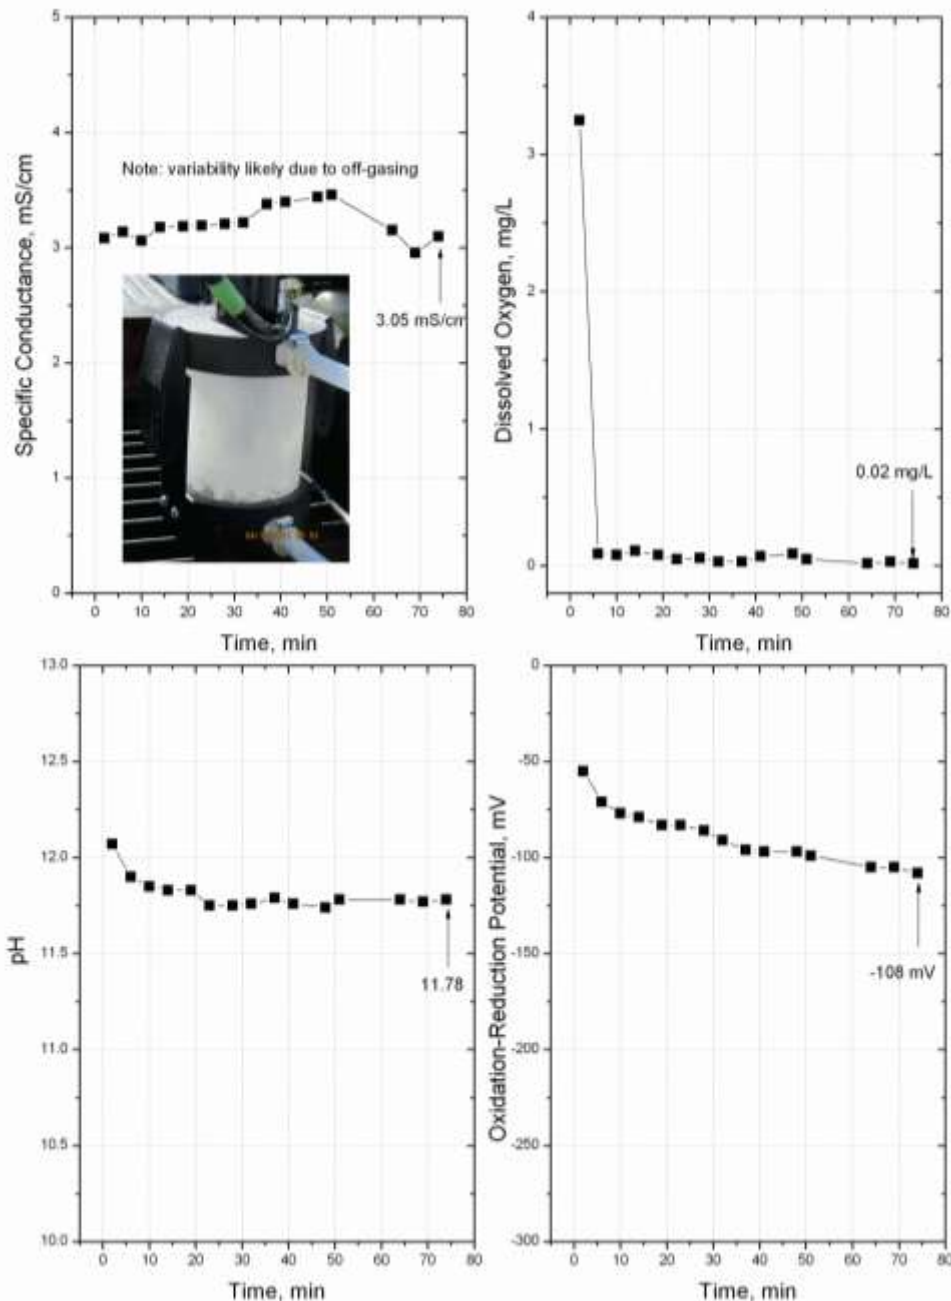 5
4
3
2
1
0
Specific Conductance, mS/cm
Note: variability likely due to off-gasing
3.05 mS/cm
0 10 20 30 40 50 60 70 80
Time, min
4
3
2
1
0
Dissolved Oxygen, mg/L
0.02 mg/L
0 10 20 30 40 50 60 70 80
Time, min
13.0
12.5
12.0
11.5
11.0
10.5
10.0
pH
11.78
0 10 20 30 40 50 60 70 80
Time, min
0
-50
-100
-150
-200
-250
-300
Oxidation-Reduction Potential, mV
-108 mV
0 10 20 30 40 50 60 70 80
Time, min